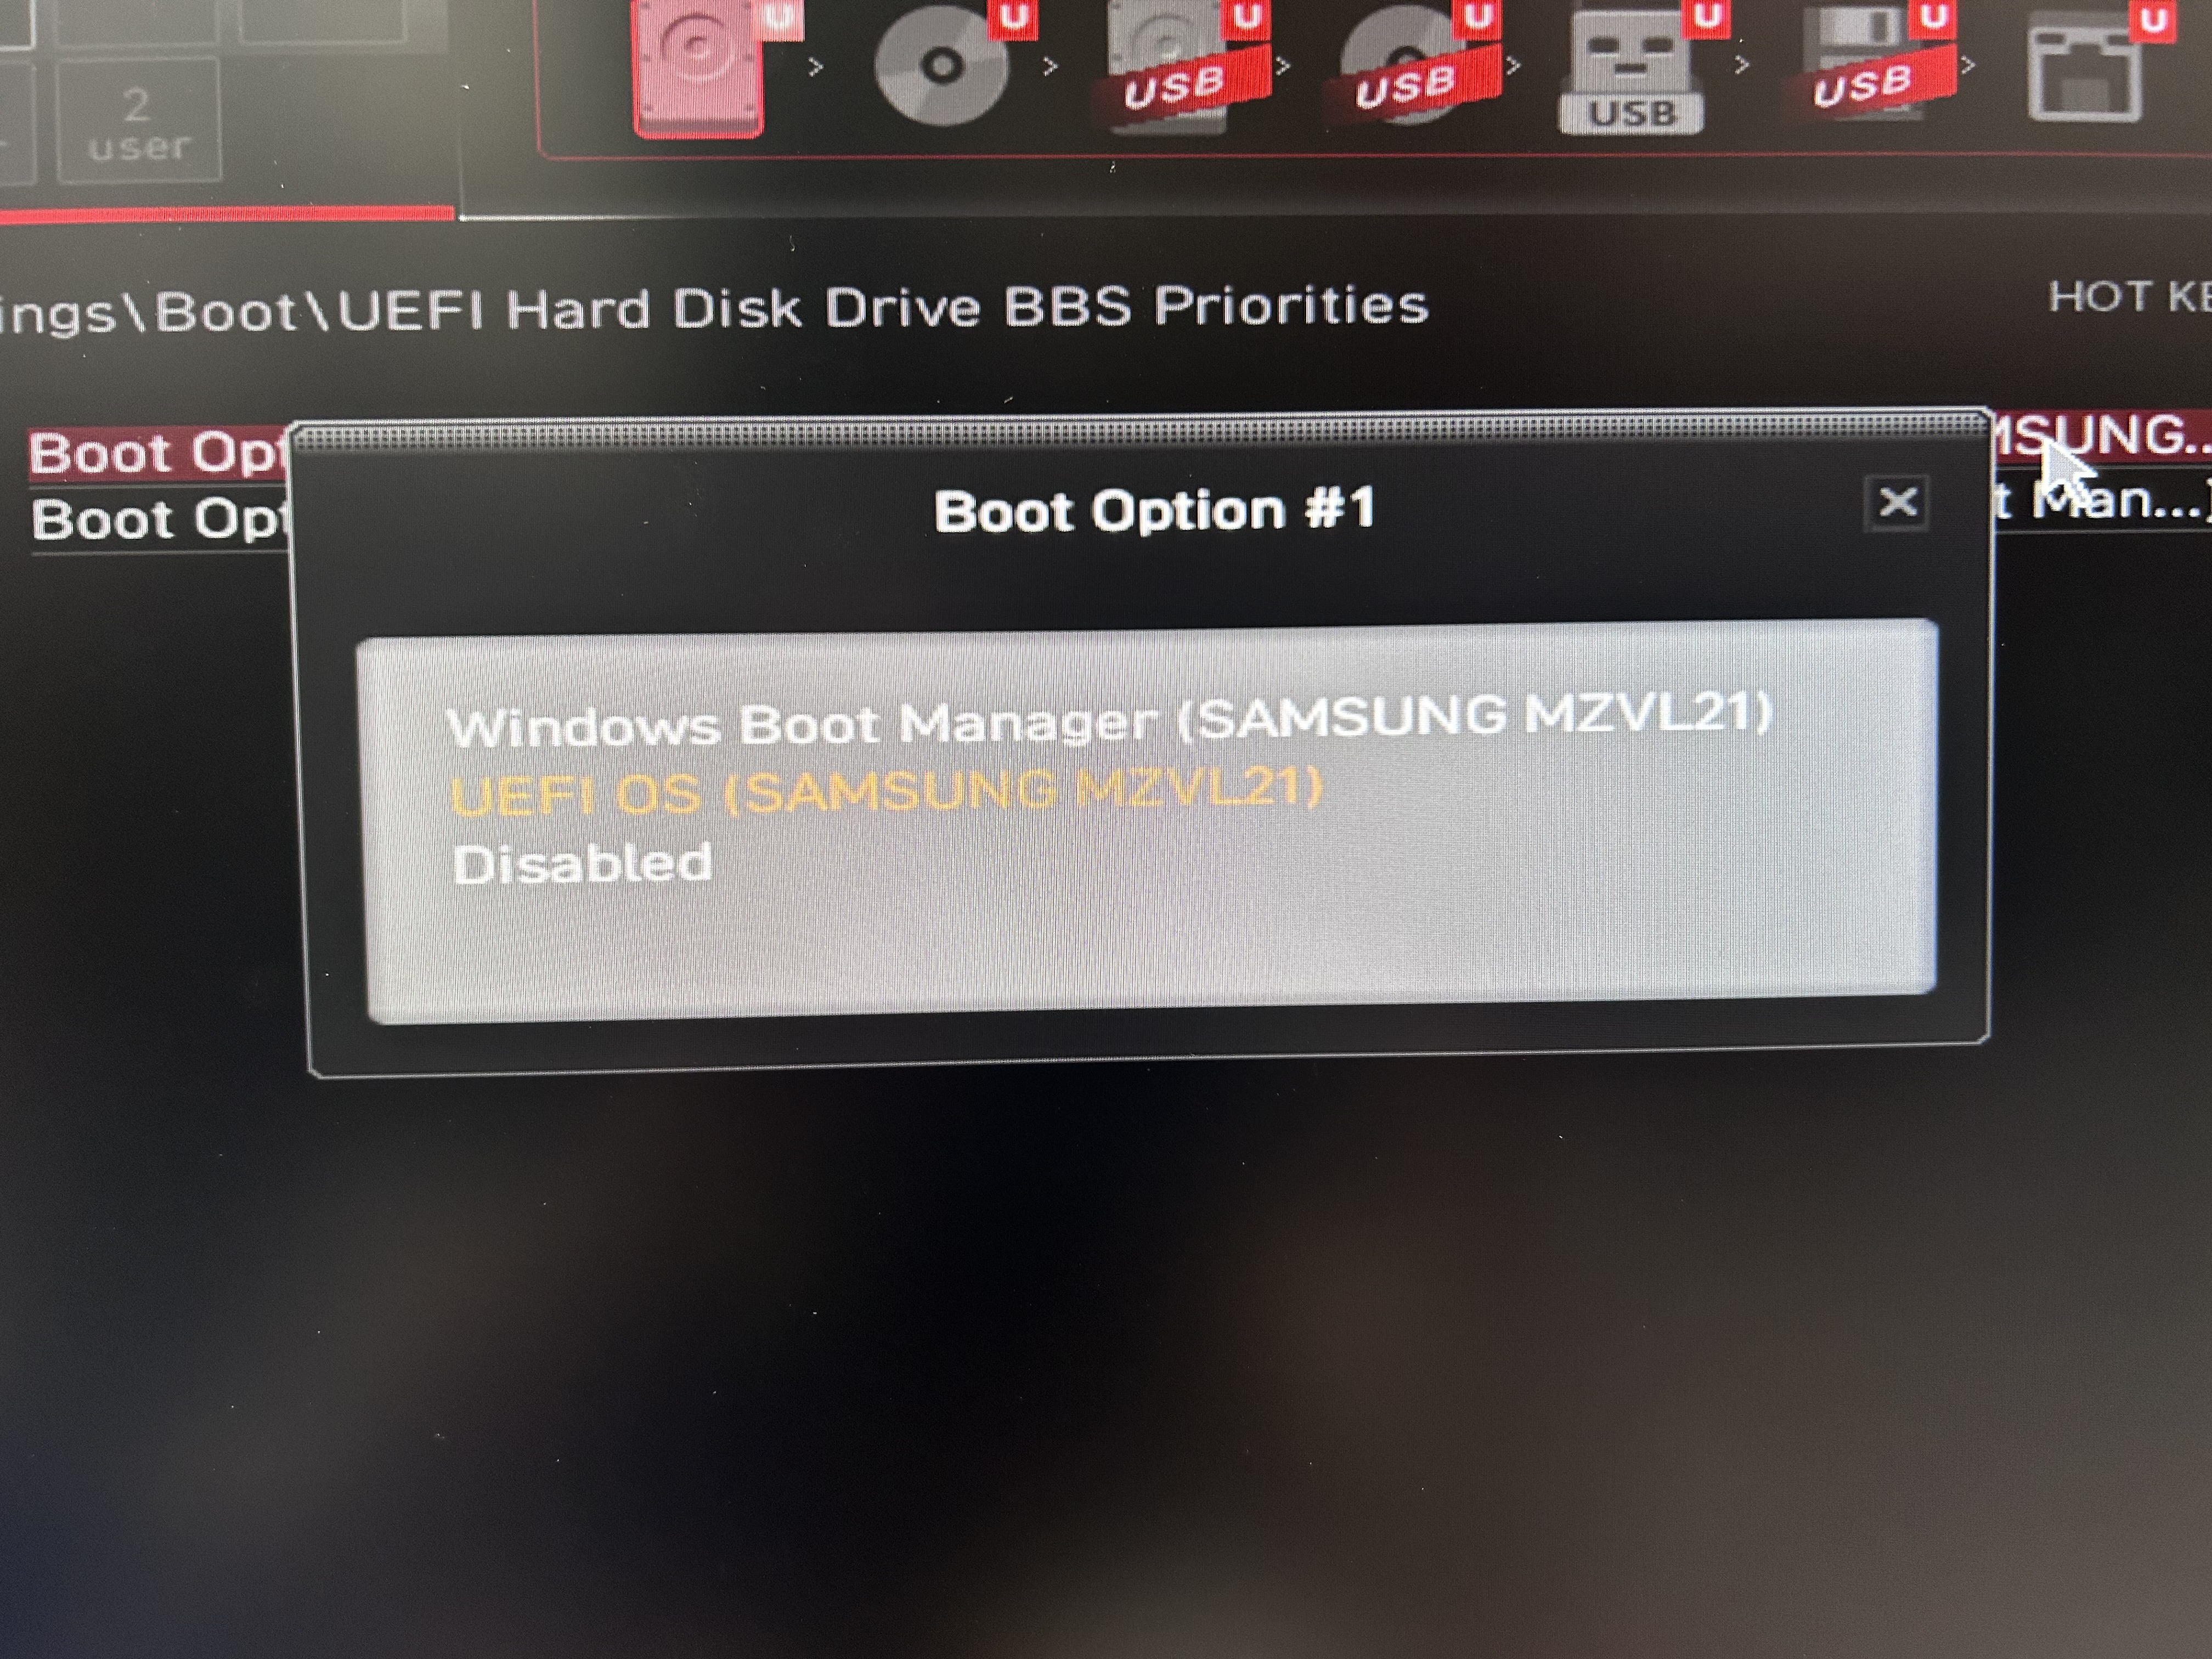 U
U
U
U
U
U
U
USB
USB
USB
USB
2
user
ings\Boot\UEFI Hard Disk Drive BBS Priorities
HOT KE
Boot Opt
MSUNG...
Boot Opt
t Man...]
Boot Option #1
Windows Boot Manager (SAMSUNG MZVL21)
UEFI OS (SAMSUNG MZVL21)
Disabled